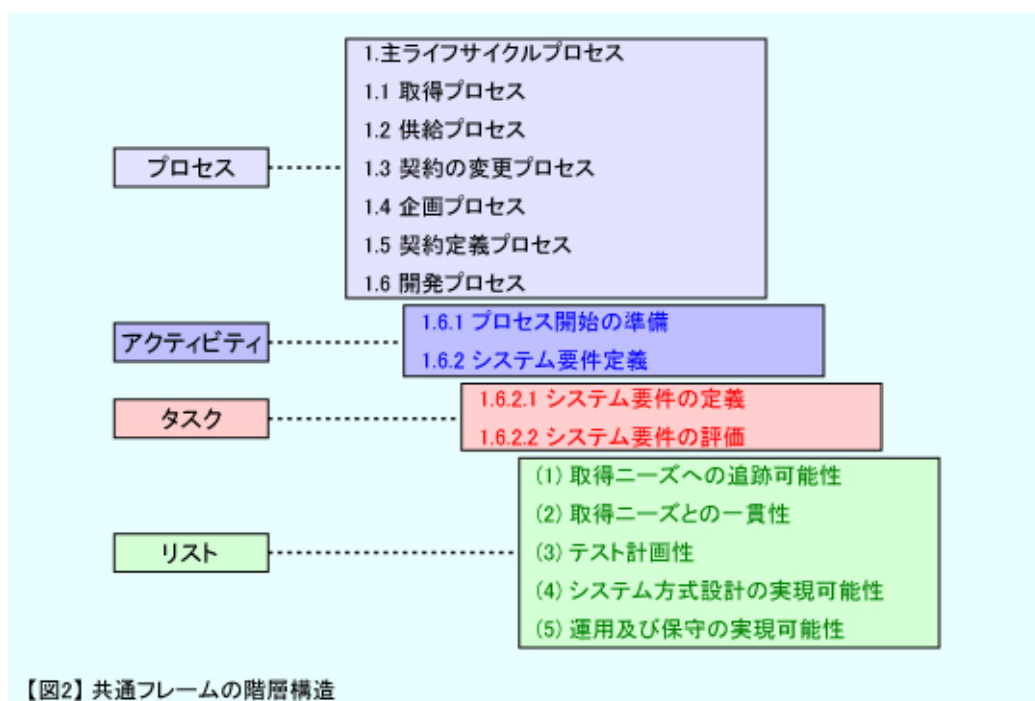 1.主ライフサイクルプロセス
1.1 取得プロセス
1.2 供給プロセス
プロセス
1.3 契約の変更プロセス
1.4 企画プロセス
1.5 契約定義プロセス
1.6 開発プロセス
アクティビティ
1.6.1 プロセス開始の準備
1.6.2 システム要件定義
タスク
1.6.2.1 システム要件の定義
1.6.2.2 システム要件の評価
リスト
(1) 取得ニーズへの追跡可能性
(2) 取得ニーズとの一貫性
(3) テスト計画性
(4) システム方式設計の実現可能性
(5) 運用及び保守の実現可能性
【図2】共通フレームの階層構造